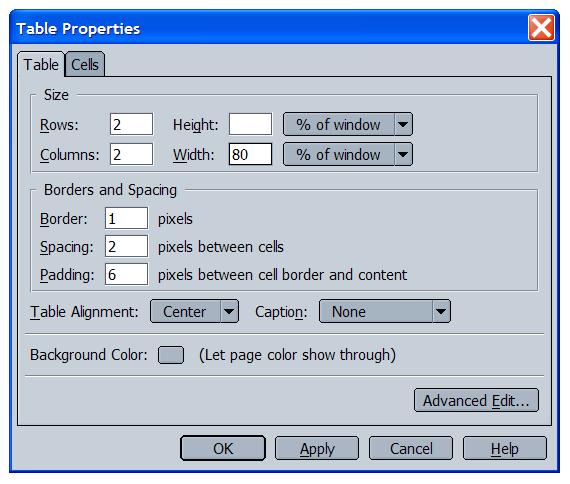 Table Properties
Table Cells
Size
Rows: 2 Height: % of window
Columns: 2 Width: 80 % of window
Borders and Spacing
Border: 1 pixels
Spacing: 2 pixels between cells
Padding: 6 pixels between cell border and content
Table Alignment: Center Caption: None
Background Color: (Let page color show through)
Advanced Edit...
OK Apply Cancel Help